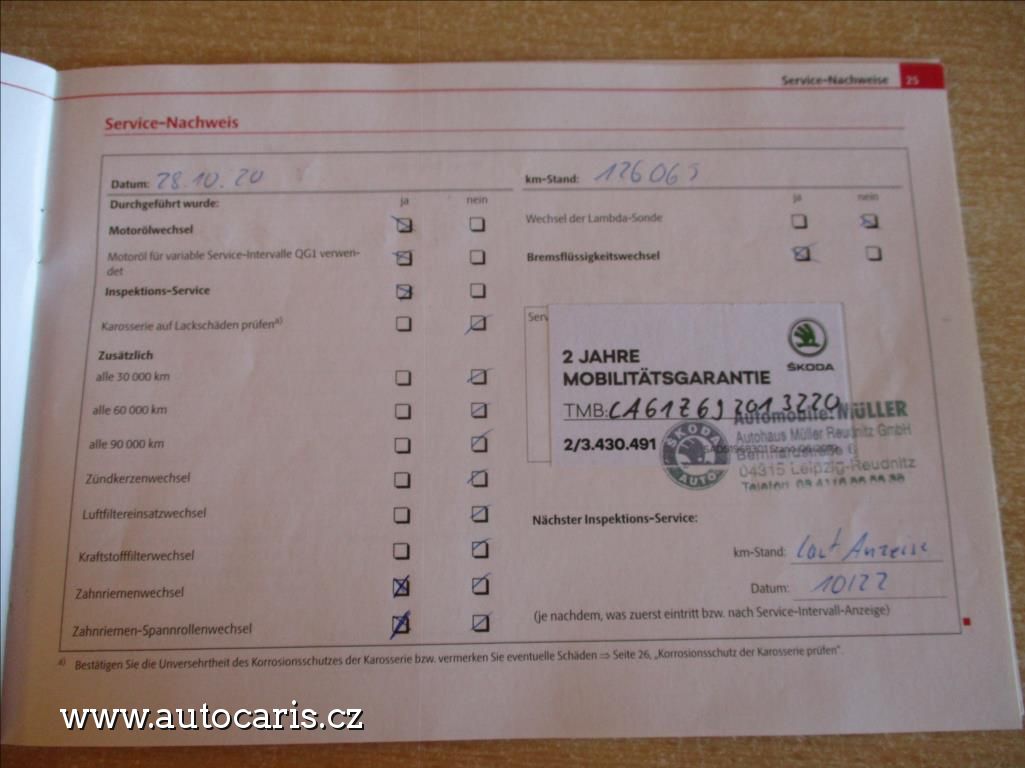 Service-Nachweise 25
Service-Nachweis
Datum: 28.10.20
km-Stand: 126065
Durchgeführt wurde:
ja nein
ja nein
Motorölwechsel
Wechsel der Lambda-Sonde
Motoröl für variable Service-Intervalle QG1 verwen-
det
Bremsflüssigkeitswechsel
Inspektions-Service
Karosserie auf Lackschäden prüfen a)
Zusätzlich
alle 30 000 km
alle 60 000 km
alle 90 000 km
Zündkerzenwechsel
Luftfiltereinsatzwechsel
Kraftstofffilterwechsel
Zahnriemenwechsel
Zahnriemen-Spannrollenwechsel
Serv
2 JAHRE
MOBILITÄTSGARANTIE
ŠKODA
TMB:CA61Z692013220
2/3.430.491
ŠKODA
AUTO
Automobile MÜLLER
Autohaus Müller Reudnitz GmbH
Bernhardstraße
04315 Leipzig-Reudnitz
Telefon
Nächster Inspektions-Service:
km-Stand: laut Anzeige
Datum: 10/22
(je nachdem, was zuerst eintritt bzw. nach Service-Intervall-Anzeige)
a) Bestätigen Sie die Unversehrtheit des Korrosionsschutzes der Karosserie bzw. vermerken Sie eventuelle Schäden ⇒ Seite 26, „Korrosionsschutz der Karosserie prüfen“.
www.autocaris.cz